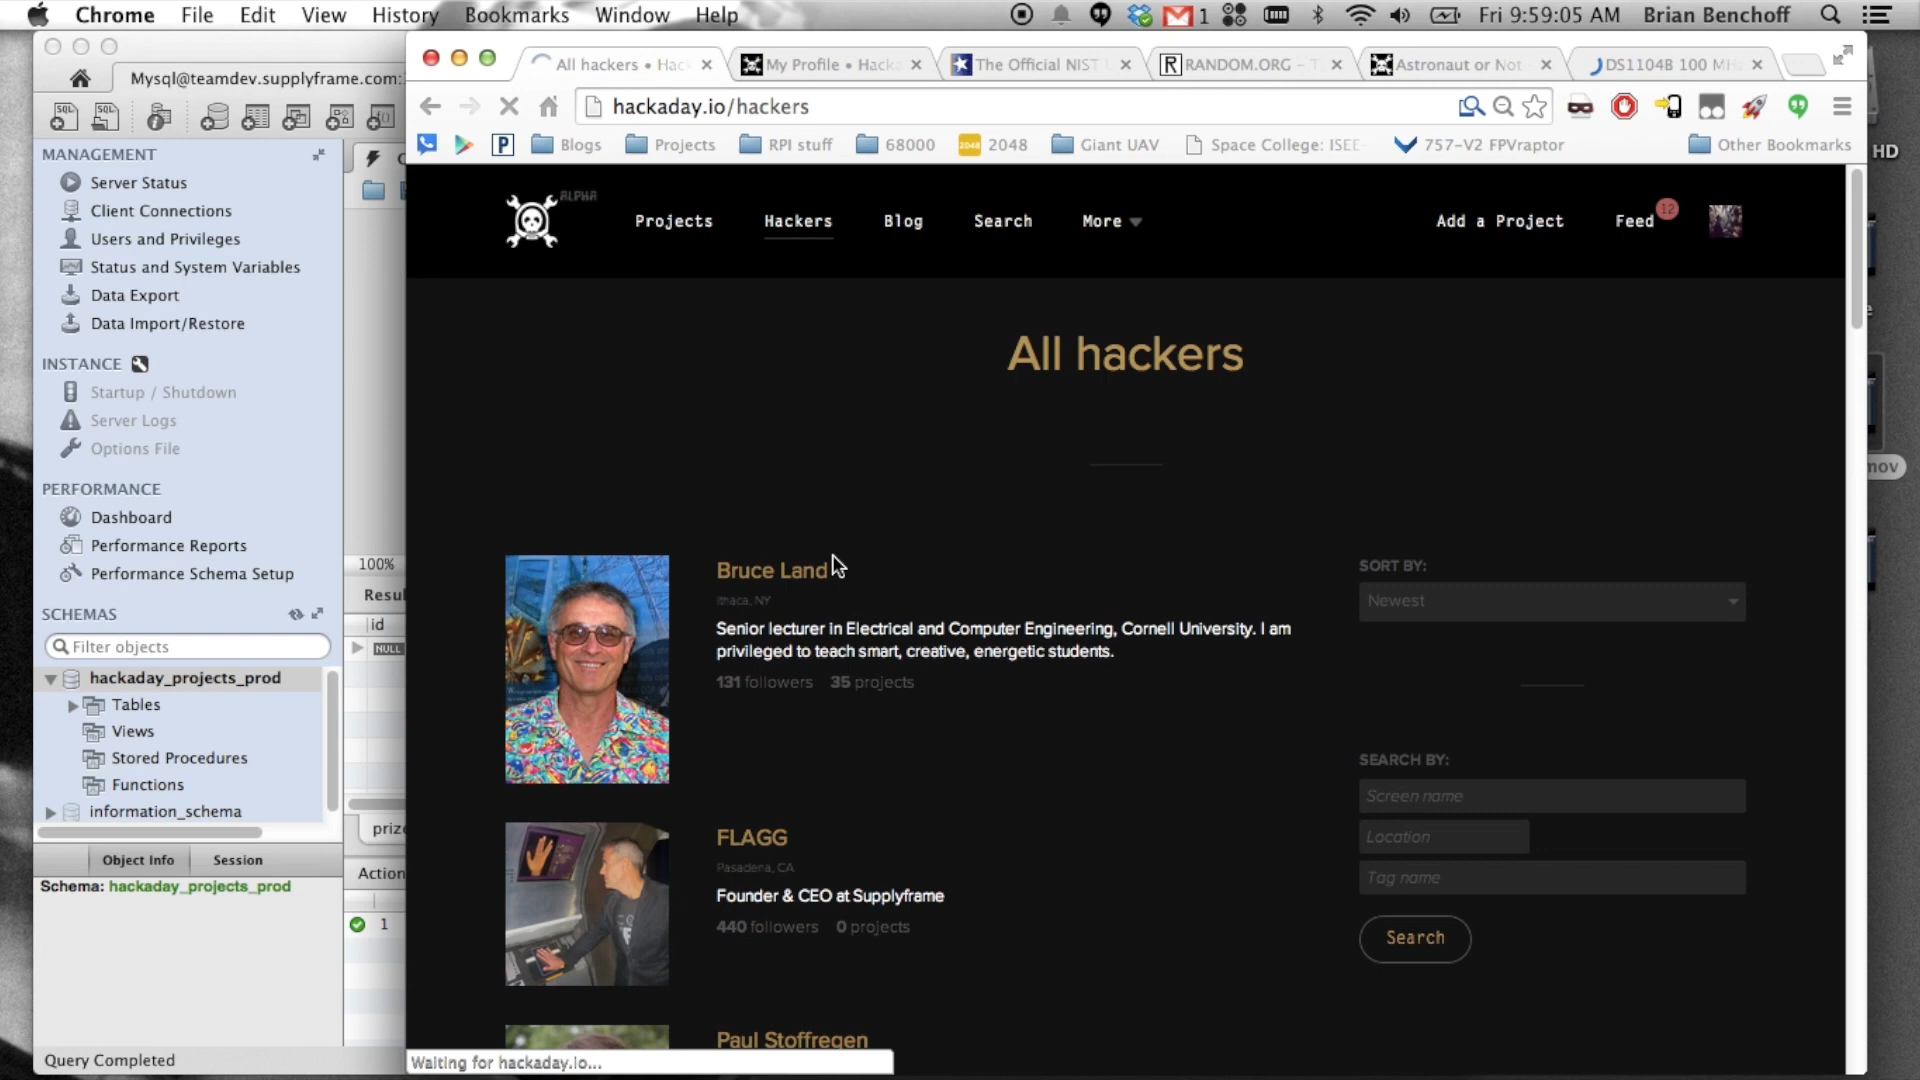 Chrome File Edit View History Bookmarks Window Help
1 Fri 9:59:05 AM Brian Benchoff
Mysql@teamdev.supplyframe.com:
MANAGEMENT
Server Status
Client Connections
Users and Privileges
Status and System Variables
Data Export
Data Import/Restore
INSTANCE
Startup / Shutdown
Server Logs
Options File
PERFORMANCE
Dashboard
Performance Reports
Performance Schema Setup
SCHEMAS
Filter objects
hackaday_projects_prod
Tables
Views
Stored Procedures
Functions
information_schema
Object Info Session
Schema: hackaday_projects_prod
Query Completed
100%
Resul
id
NULL
prize
Action
1
All hackers • Hack
My Profile • Hacka
The Official NIST
RANDOM.ORG – T
Astronaut or Not
DS1104B 100 MH
hackaday.io/hackers
Blogs Projects RPI stuff 68000 2048 Giant UAV Space College: ISEE 757-V2 FPVraptor Other Bookmarks
HD
ALPHA
Projects Hackers Blog Search More Add a Project Feed 12
All hackers
Bruce Land
Ithaca, NY
Senior lecturer in Electrical and Computer Engineering, Cornell University. I am
privileged to teach smart, creative, energetic students.
131 followers 35 projects
FLAGG
Pasadena, CA
Founder & CEO at Supplyframe
440 followers 0 projects
Paul Stoffregen
SORT BY:
Newest
SEARCH BY:
Screen name
Location
Tag name
Search
mov
Waiting for hackaday.io...